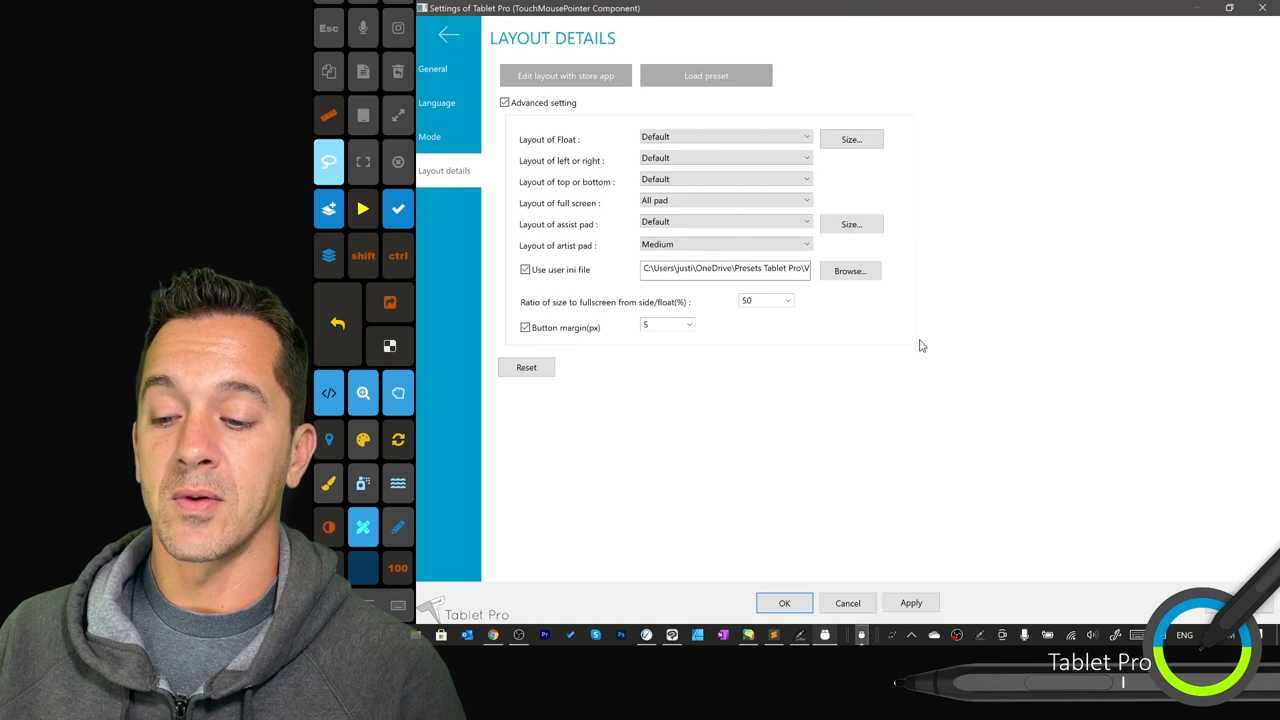 Settings of Tablet Pro (TouchMousePointer Component)
Esc
LAYOUT DETAILS
General
Edit layout with store app
Load preset
Language
Advanced setting
Mode
Layout of Float :
Default
Size...
Layout of left or right :
Default
Layout details
Layout of top or bottom :
Default
Layout of full screen :
All pad
Layout of assist pad :
Default
Size...
shift
ctrl
Layout of artist pad :
Medium
Use user ini file
C:\Users\justi\OneDrive\Presets Tablet Pro\V
Browse...
Ratio of size to fullscreen from side/float(%) :
50
Button margin(px)
5
Reset
</>
100
Tablet Pro
OK
Cancel
Apply
ENG
Tablet Pro